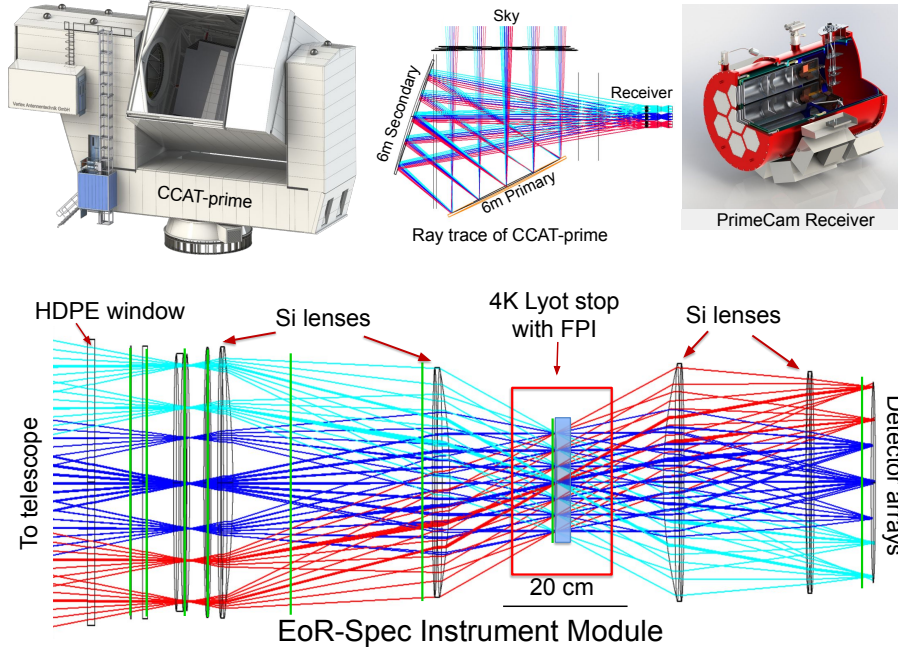 Vertex Antennentechnik GmbH
CCAT-prime
Sky
Receiver
6m Secondary
6m Primary
Ray trace of CCAT-prime
PrimeCam Receiver
HDPE window
Si lenses
4K Lyot stop
with FPI
Si lenses
To telescope
Detector arrays
20 cm
EoR-Spec Instrument Module